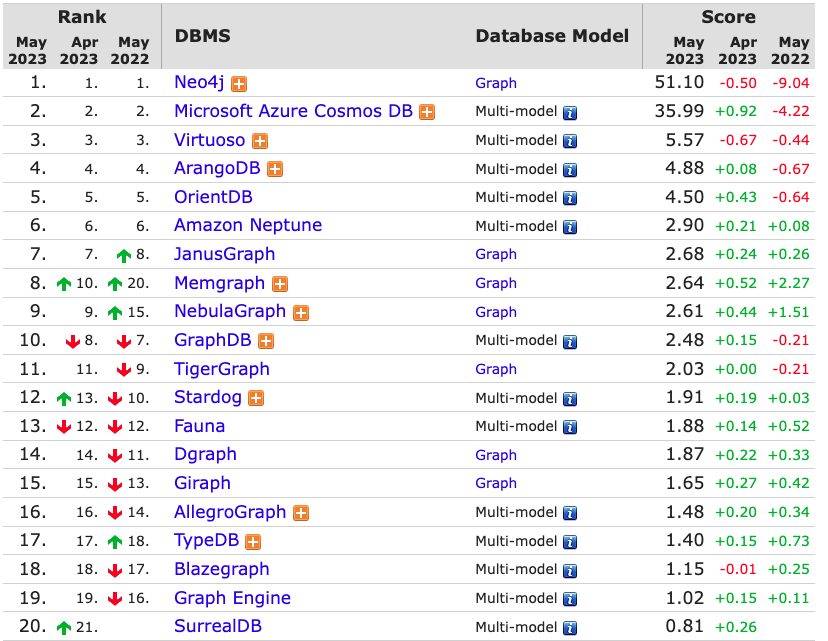 Rank Score
May Apr May DBMS Database Model May Apr May
2023 2023 2022 2023 2023 2022
1. 1. 1. Neo4j Graph 51.10 -0.50 -9.04
2. 2. 2. Microsoft Azure Cosmos DB Multi-model 35.99 +0.92 -4.22
3. 3. 3. Virtuoso Multi-model 5.57 -0.67 -0.44
4. 4. 4. ArangoDB Multi-model 4.88 +0.08 -0.67
5. 5. 5. OrientDB Multi-model 4.50 +0.43 -0.64
6. 6. 6. Amazon Neptune Multi-model 2.90 +0.21 +0.08
7. 7. 8. JanusGraph Graph 2.68 +0.24 +0.26
8. 10. 20. Memgraph Graph 2.64 +0.52 +2.27
9. 9. 15. NebulaGraph Graph 2.61 +0.44 +1.51
10. 8. 7. GraphDB Multi-model 2.48 +0.15 -0.21
11. 11. 9. TigerGraph Graph 2.03 +0.00 -0.21
12. 13. 10. Stardog Multi-model 1.91 +0.19 +0.03
13. 12. 12. Fauna Multi-model 1.88 +0.14 +0.52
14. 14. 11. Dgraph Graph 1.87 +0.22 +0.33
15. 15. 13. Giraph Graph 1.65 +0.27 +0.42
16. 16. 14. AllegroGraph Multi-model 1.48 +0.20 +0.34
17. 17. 18. TypeDB Multi-model 1.40 +0.15 +0.73
18. 18. 17. Blazegraph Multi-model 1.15 -0.01 +0.25
19. 19. 16. Graph Engine Multi-model 1.02 +0.15 +0.11
20. 21. SurrealDB Multi-model 0.81 +0.26